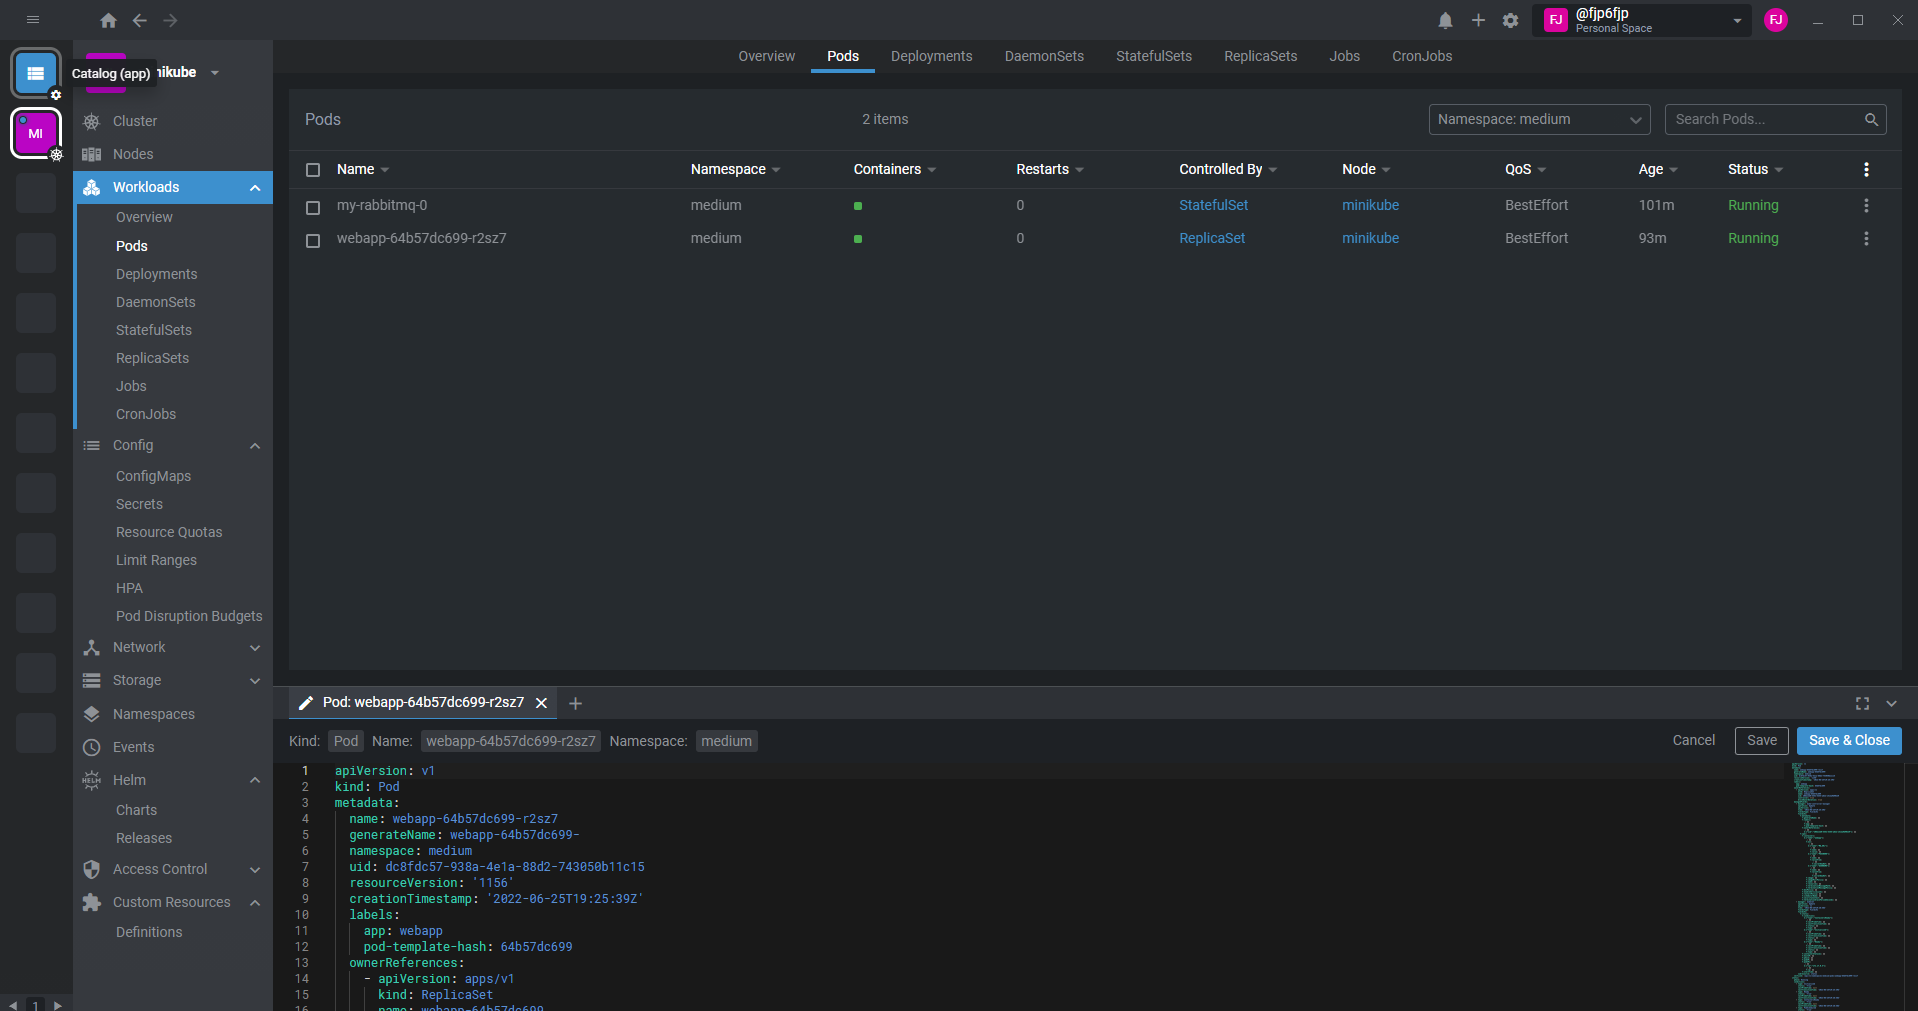 FJ
@fjp6fjp
Personal Space
FJ
Catalog (app)
nikube
MI
Cluster
Nodes
Workloads
Overview
Pods
Deployments
DaemonSets
StatefulSets
ReplicaSets
Jobs
CronJobs
Config
ConfigMaps
Secrets
Resource Quotas
Limit Ranges
HPA
Pod Disruption Budgets
Network
Storage
Namespaces
Events
HELM Helm
Charts
Releases
Access Control
Custom Resources
Definitions
1
Overview Pods Deployments DaemonSets StatefulSets ReplicaSets Jobs CronJobs
Pods 2 items Namespace: medium Search Pods...
Name Namespace Containers Restarts Controlled By Node QoS Age Status
my-rabbitmq-0 medium 0 StatefulSet minikube BestEffort 101m Running
webapp-64b57dc699-r2sz7 medium 0 ReplicaSet minikube BestEffort 93m Running
Pod: webapp-64b57dc699-r2sz7
Kind: Pod Name: webapp-64b57dc699-r2sz7 Namespace: medium Cancel Save Save & Close
1 apiVersion: v1
2 kind: Pod
3 metadata:
4 name: webapp-64b57dc699-r2sz7
5 generateName: webapp-64b57dc699-
6 namespace: medium
7 uid: dc8fdc57-938a-4e1a-88d2-743050b11c15
8 resourceVersion: '1156'
9 creationTimestamp: '2022-06-25T19:25:39Z'
10 labels:
11 app: webapp
12 pod-template-hash: 64b57dc699
13 ownerReferences:
14 - apiVersion: apps/v1
15 kind: ReplicaSet
16 name: webapp-64b57dc699